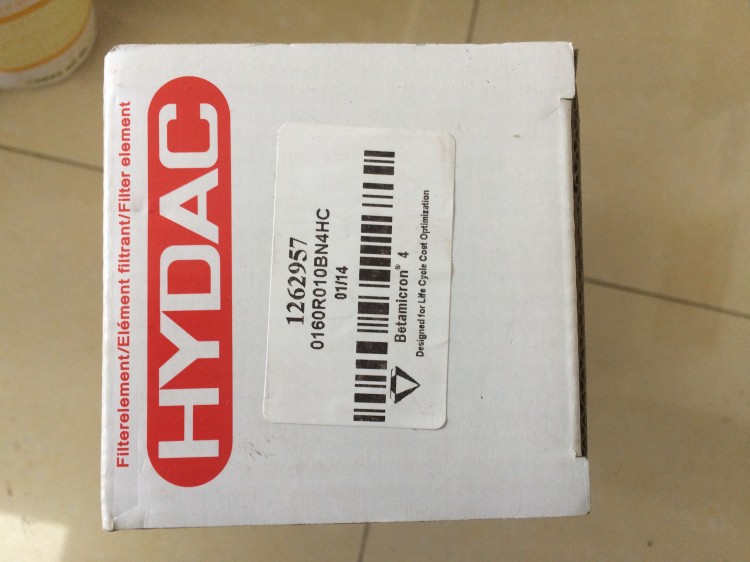 Filterelement/Elément filtrant/Filter element
HYDAC
1262957
0160R010BN4HC
01/14
Betamicron® 4
Designed for Life Cycle Cost Optimization